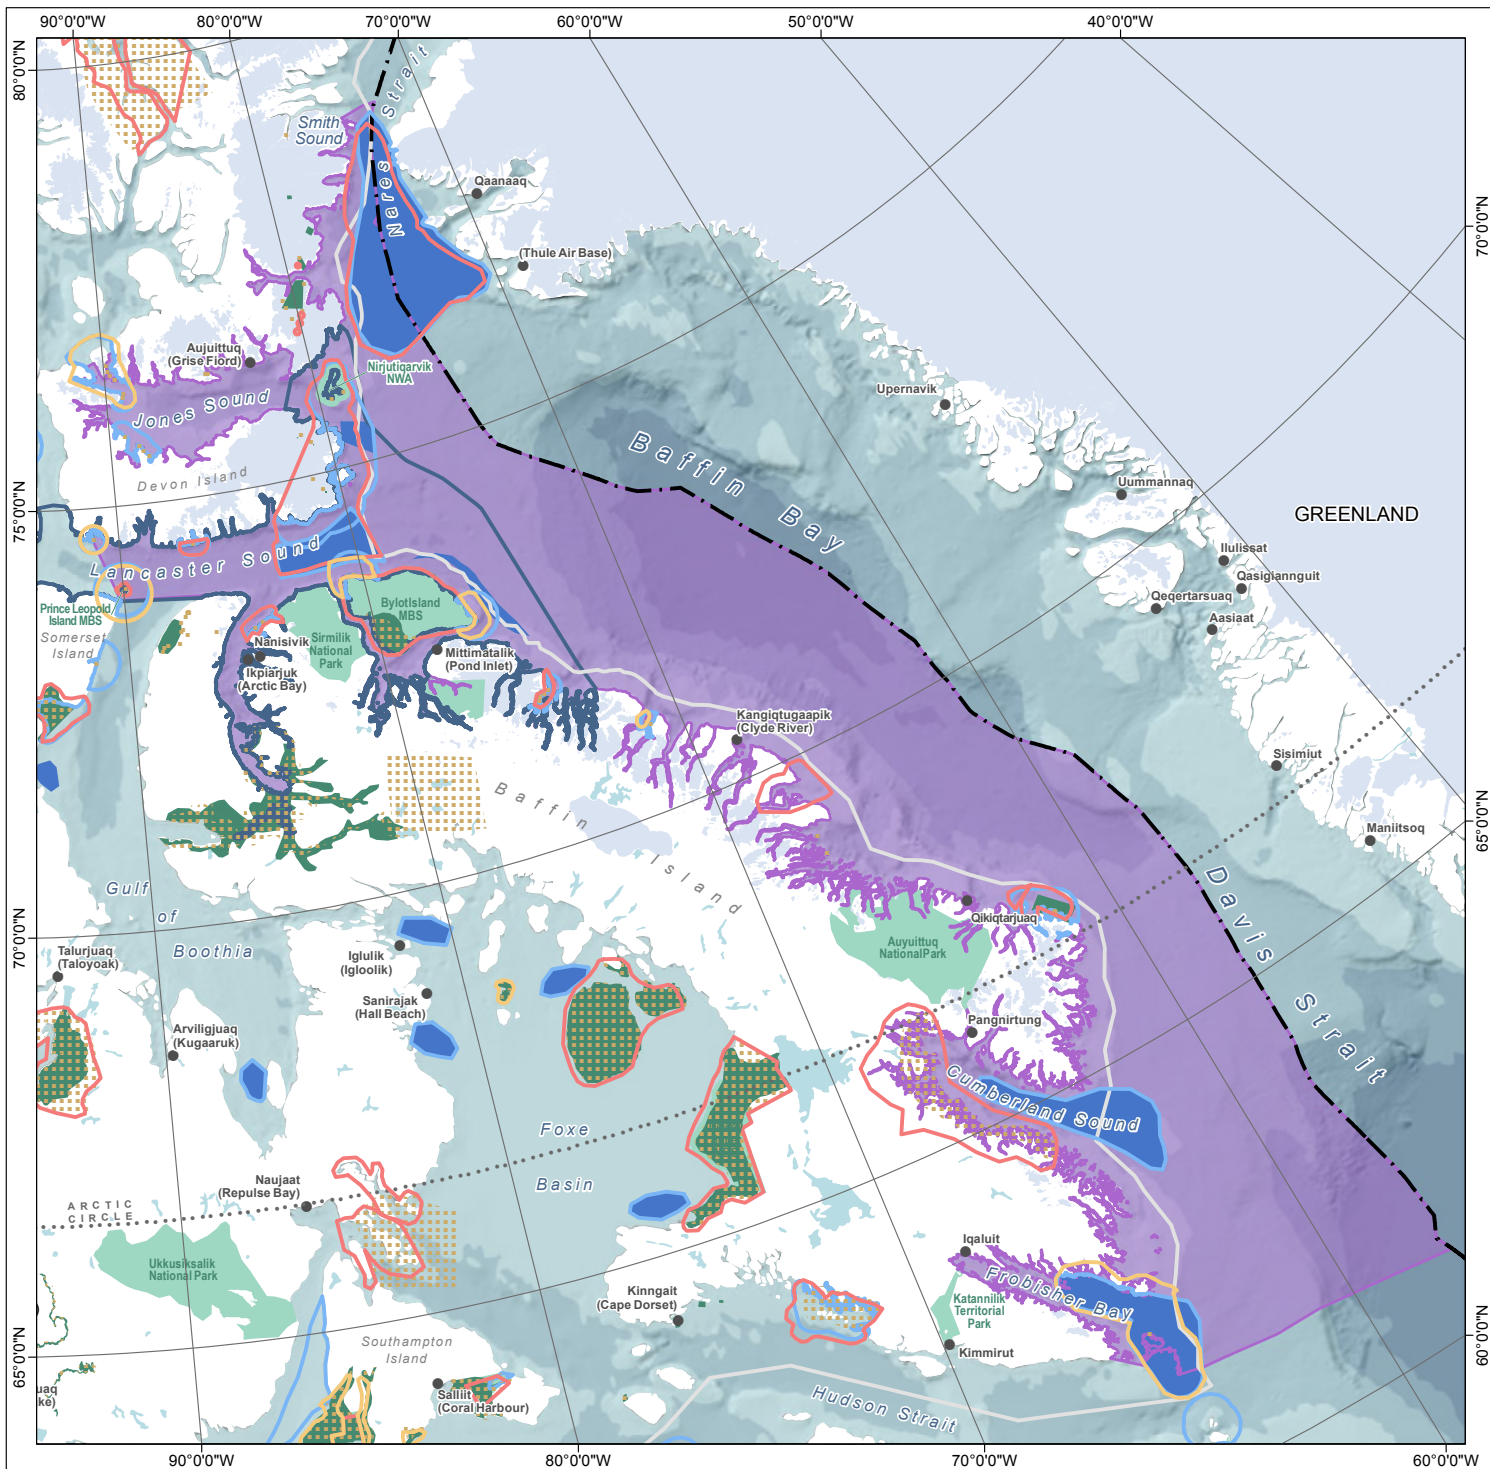 90°0'0"W
80°0'0"W
70°0'0"W
60°0'0"W
50°0'0"W
40°0'0"W
80°0'0"N
75°0'0"N
70°0'0"N
65°0'0"N
70°0'0"N
65°0'0"N
60°0'0"N
Nares Strait
Smith
Sound
Qaanaaq
(Thule Air Base)
Aujuittuq
(Grise Fiord)
Nirjutiqarvik
NWA
Jones Sound
Upernavik
Baffin Bay
Devon Island
Uummannaq
GREENLAND
Lancaster Sound
Ilulissat
Qasigiannguit
Qeqertarsuaq
Aasiaat
Prince Leopold
Island MBS
Bylot Island
MBS
Somerset
Island
Nanisivik
Sirmilik
National
Park
Mittimatalik
(Pond Inlet)
Ikpiarjuk
(Arctic Bay)
Kangiqtugaapik
(Clyde River)
Sisimiut
Maniitsoq
Baffin Island
Gulf
of
Boothia
Davis Strait
Qikiqtarjuaq
Auyuittuq
National Park
Talurjuaq
(Taloyoak)
Iglulik
(Igloolik)
Sanirajak
(Hall Beach)
Arviligjuaq
(Kugaaruk)
Pangnirtung
Cumberland Sound
Foxe
Basin
Naujaat
(Repulse Bay)
ARCTIC
CIRCLE
Ukkusiksalik
National Park
Iqaluit
Frobisher Bay
Kinngait
(Cape Dorset)
Katannilik
Territorial
Park
Kimmirut
Southampton
Island
Salliit
(Coral Harbour)
Hudson Strait
uaq
ke)
90°0'0"W
80°0'0"W
70°0'0"W
60°0'0"W